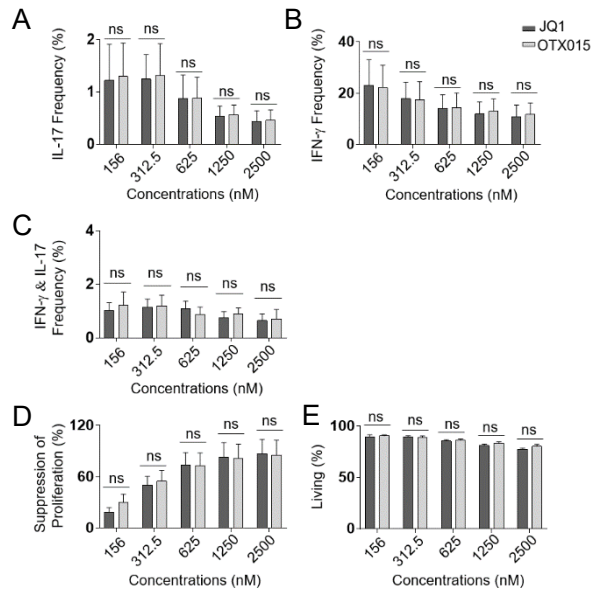 A
IL-17 Frequency (%)
2
1
0
ns
ns
ns
ns
ns
156
312.5
625
1250
2500
Concentrations (nM)
B
JQ1
OTX015
IFN-γ Frequency (%)
40
20
0
ns
ns
ns
ns
ns
156
312.5
625
1250
2500
Concentrations (nM)
C
IFN-γ & IL-17
Frequency (%)
4
2
0
ns
ns
ns
ns
ns
156
312.5
625
1250
2500
Concentrations (nM)
D
Suppression of
Proliferation (%)
120
60
0
ns
ns
ns
ns
ns
156
312.5
625
1250
2500
Concentrations (nM)
E
Living (%)
100
50
0
ns
ns
ns
ns
ns
156
312.5
625
1250
2500
Concentrations (nM)